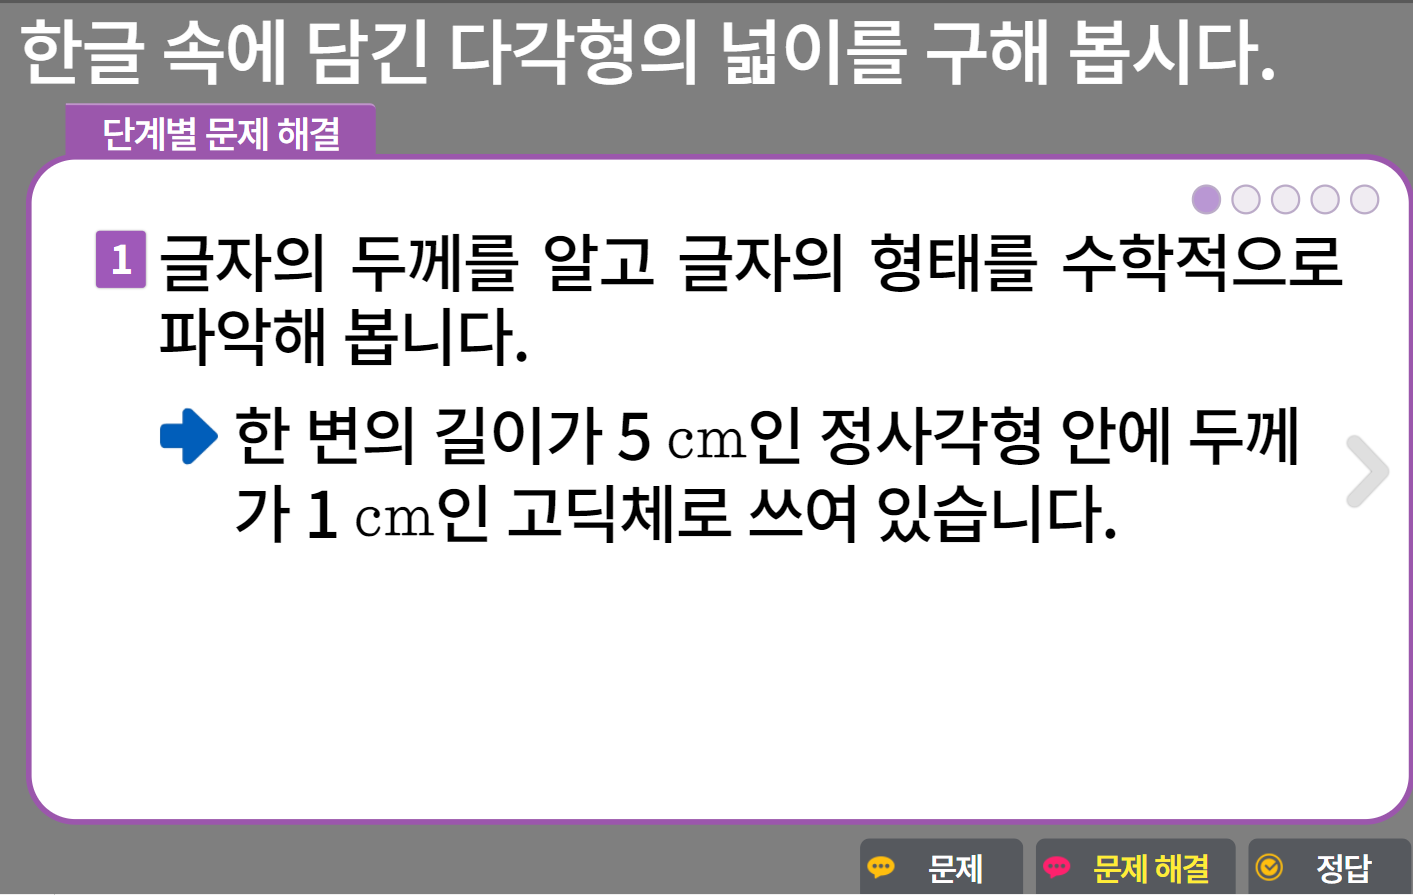 한글 속에 담긴 다각형의 넓이를 구해 봅시다.
단계별 문제 해결
1 글자의 두께를 알고 글자의 형태를 수학적으로
파악해 봅니다.
한 변의 길이가 5 cm인 정사각형 안에 두께
가 1 cm인 고딕체로 쓰여 있습니다.
문제
문제 해결
정답